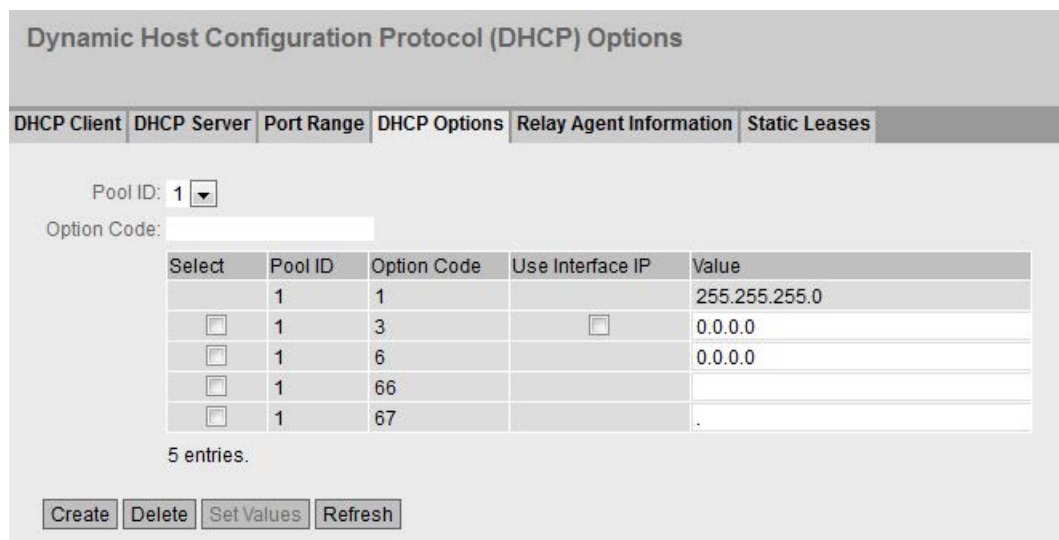 Dynamic Host Configuration Protocol (DHCP) Options
DHCP Client DHCP Server Port Range DHCP Options Relay Agent Information Static Leases
Pool ID: 1
Option Code:
Select Pool ID Option Code Use Interface IP Value
1 1 255.255.255.0
1 3 0.0.0.0
1 6 0.0.0.0
1 66
1 67 .
5 entries.
Create Delete Set Values Refresh